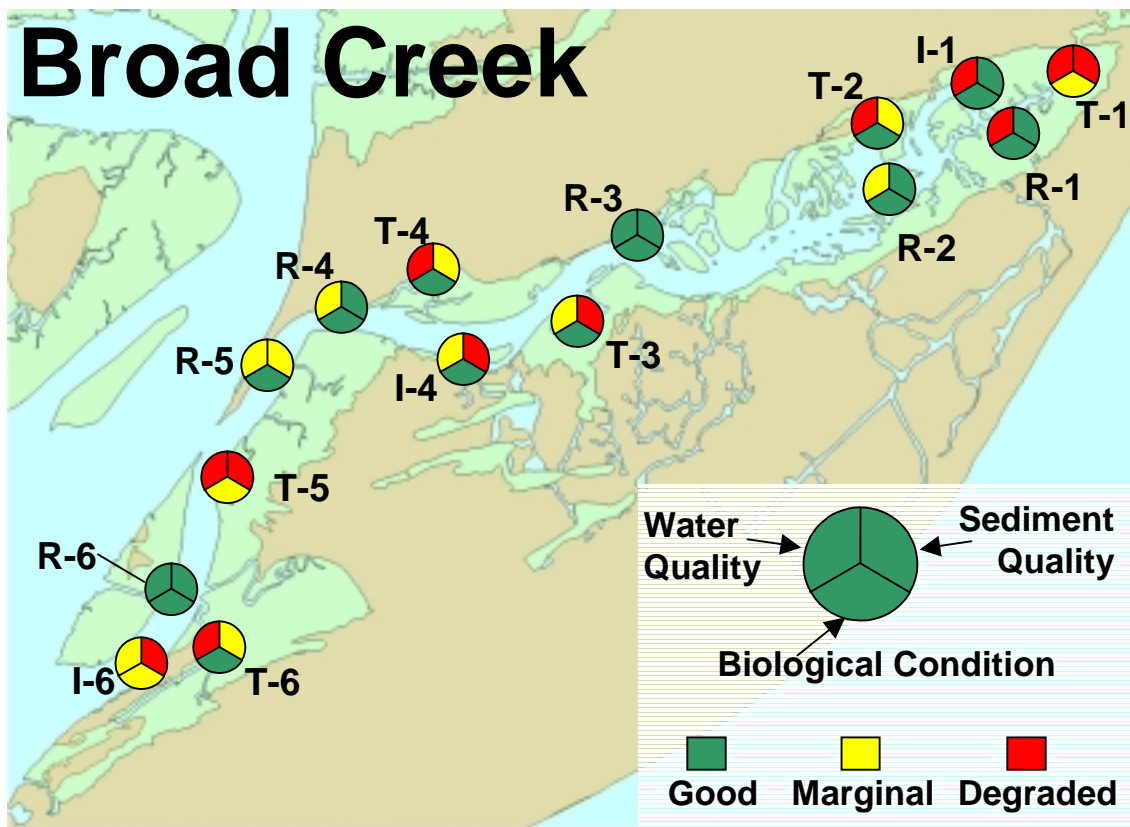 Broad Creek
I-1
T-2
T-1
R-1
R-3
T-4
R-2
R-4
T-3
R-5
I-4
T-5
R-6
I-6
T-6
Water
Quality
Sediment
Quality
Biological Condition
Good Marginal Degraded